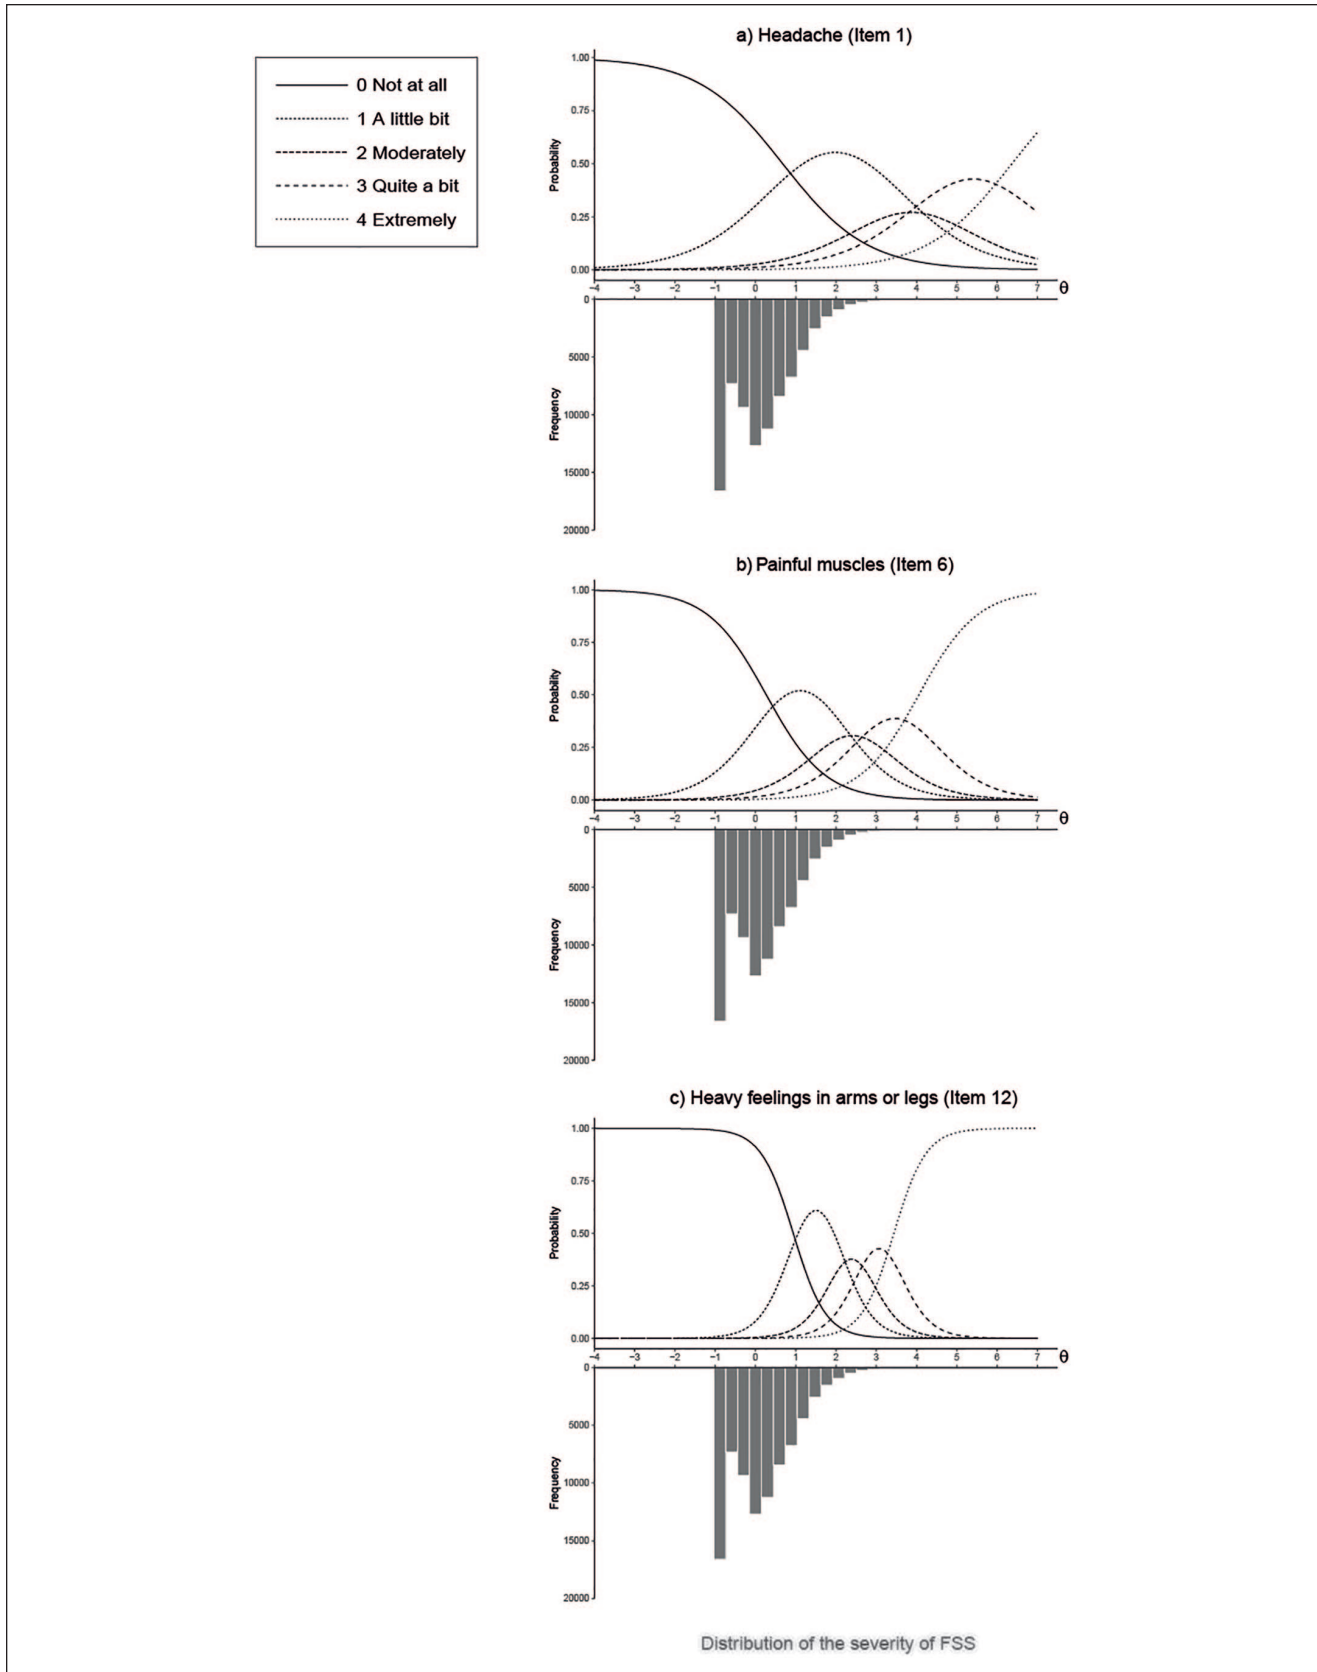 a) Headache (Item 1)
0 Not at all
1 A little bit
2 Moderately
3 Quite a bit
4 Extremely
1.00
0.75
0.50
0.25
0.00
Probability
-4 -3 -2 -1 0 1 2 3 4 5 6 7 θ
0
5000
10000
15000
20000
Frequency
b) Painful muscles (Item 6)
1.00
0.75
0.50
0.25
0.00
Probability
-4 -3 -2 -1 0 1 2 3 4 5 6 7 θ
0
5000
10000
15000
20000
Frequency
c) Heavy feelings in arms or legs (Item 12)
1.00
0.75
0.50
0.25
0.00
Probability
-4 -3 -2 -1 0 1 2 3 4 5 6 7 θ
0
5000
10000
15000
20000
Frequency
Distribution of the severity of FSS